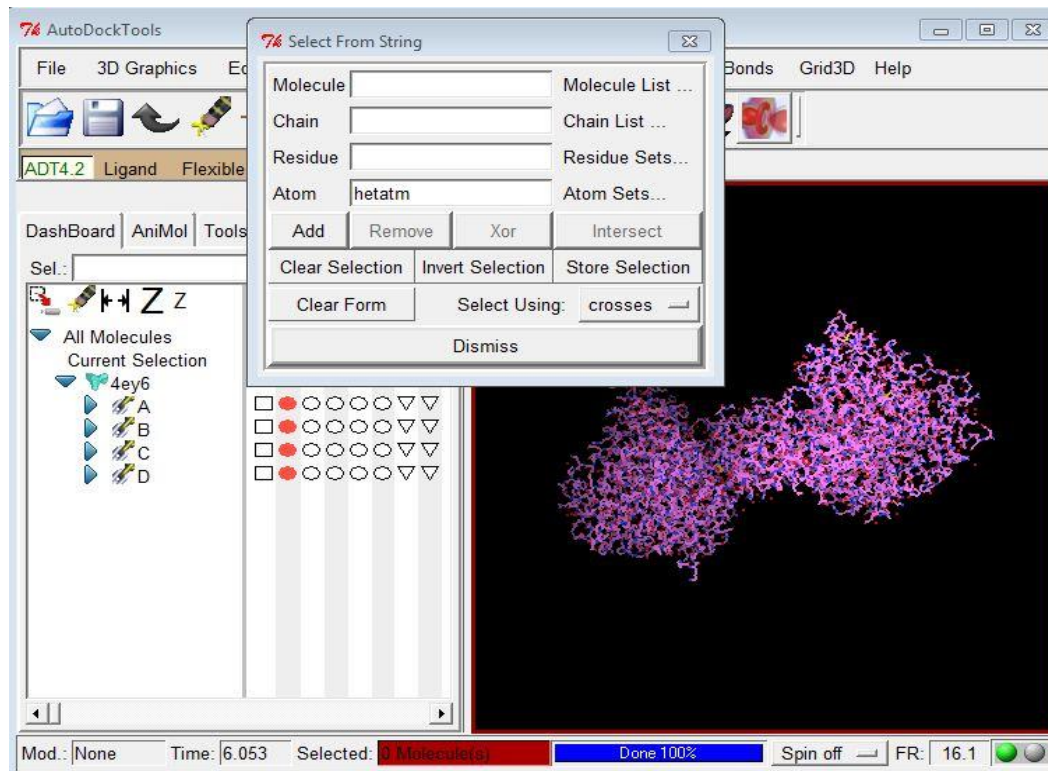 AutoDockTools
Select From String
File 3D Graphics Bonds Grid3D Help
Molecule Molecule List ...
Chain Chain List ...
Residue Residue Sets...
Atom hetatm Atom Sets...
Add Remove Xor Intersect
Clear Selection Invert Selection Store Selection
Clear Form Select Using: crosses
Dismiss
ADT4.2 Ligand Flexible
DashBoard AniMol Tools
Sel.:
Z Z
All Molecules
Current Selection
4ey6
A
B
C
D
Mod.: None Time: 6.053 Selected: 0 Molecule(s) Done 100% Spin off FR: 16.1